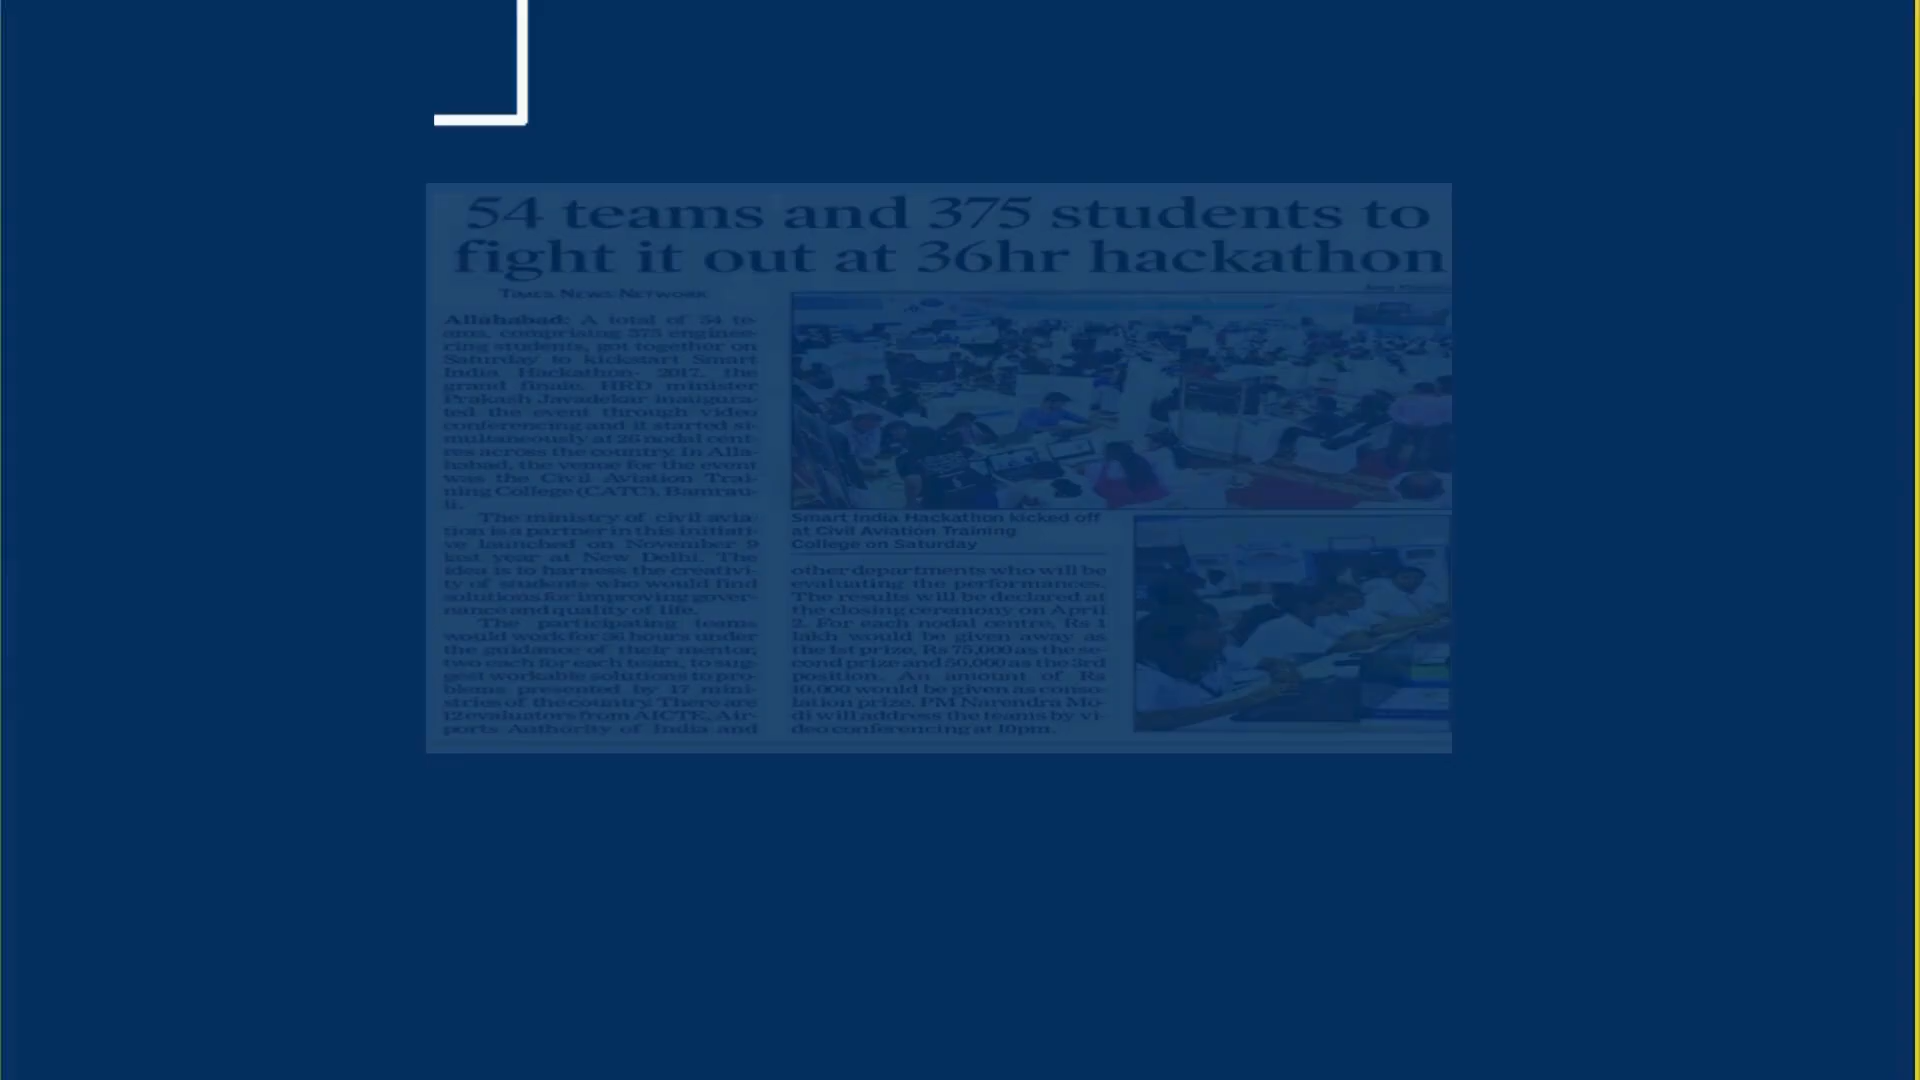 54 teams and 375 students to
fight it out at 36hr hackathon
TIMES NEWS NETWORK
Allahabad: A total of 54 te-
ams, comprising 375 enginee-
ring students, got together on
Saturday to kickstart Smart
India Hackathon- 2017, the
grand finale. HRD minister
Prakash Javadekar inaugura-
ted the event through video
conferencing and it started si-
multaneously at 26 nodal cent-
res across the country. In Alla-
habad, the venue for the event
was the Civil Aviation Trai-
ning College (CATC), Bamrau-
li.
The ministry of civil avia-
tion is a partner in this initiati-
ve launched on November 9
last year at New Delhi. The
idea is to harness the creativi-
ty of students who would find
solutions for improving gover-
nance and quality of life.
The participating teams
would work for 36 hours under
the guidance of their mentor,
two each for each team, to sug-
gest workable solutions to pro-
blems presented by 17 mini-
stries of the country. There are
12 evaluators from AICTE, Air-
ports Authority of India and
Smart India Hackathon kicked off
at Civil Aviation Training
College on Saturday
other departments who will be
evaluating the performances.
The results will be declared at
the closing ceremony on April
2. For each nodal centre, Rs 1
lakh would be given away as
the 1st prize, Rs 75,000 as the se-
cond prize and 50,000 as the 3rd
position. An amount of Rs
10,000 would be given as conso-
lation prize. PM Narendra Mo-
di will address the teams by vi-
deo conferencing at 10pm.